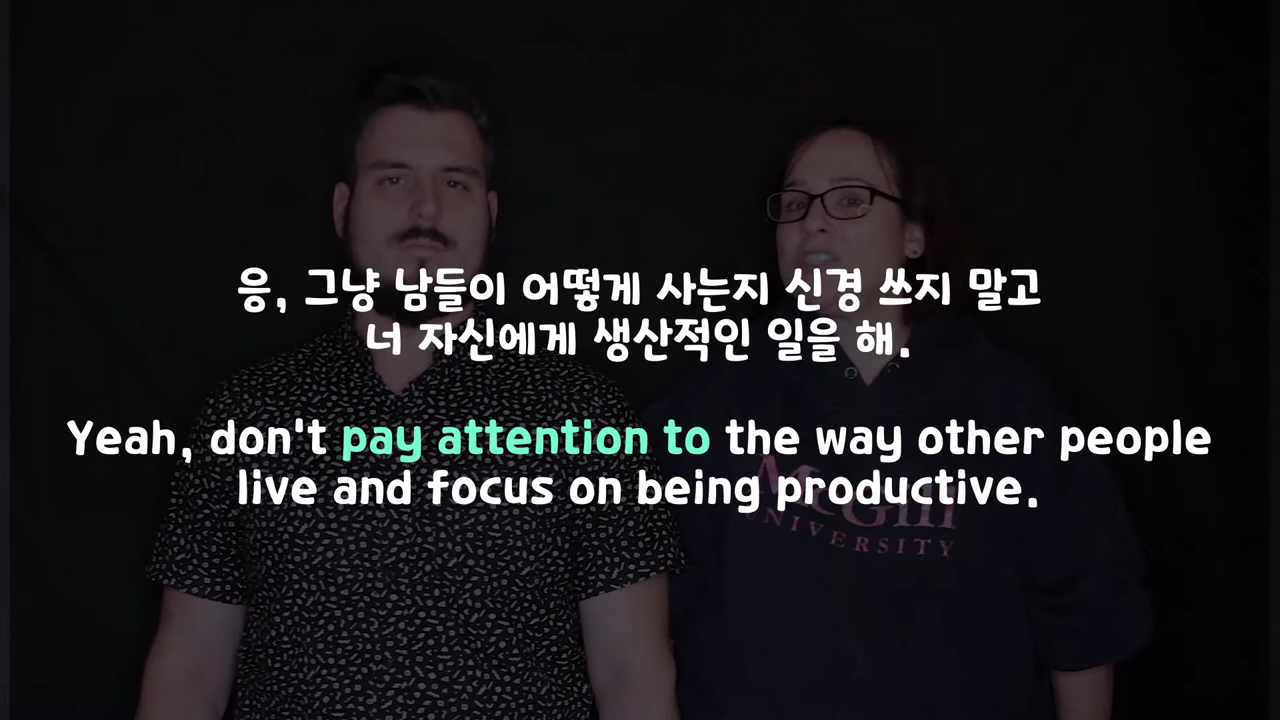 응, 그냥 남들이 어떻게 사는지 신경 쓰지 말고
너 자신에게 생산적인 일을 해.
Yeah, don't pay attention to the way other people
live and focus on being productive.
McGill
UNIVERSITY